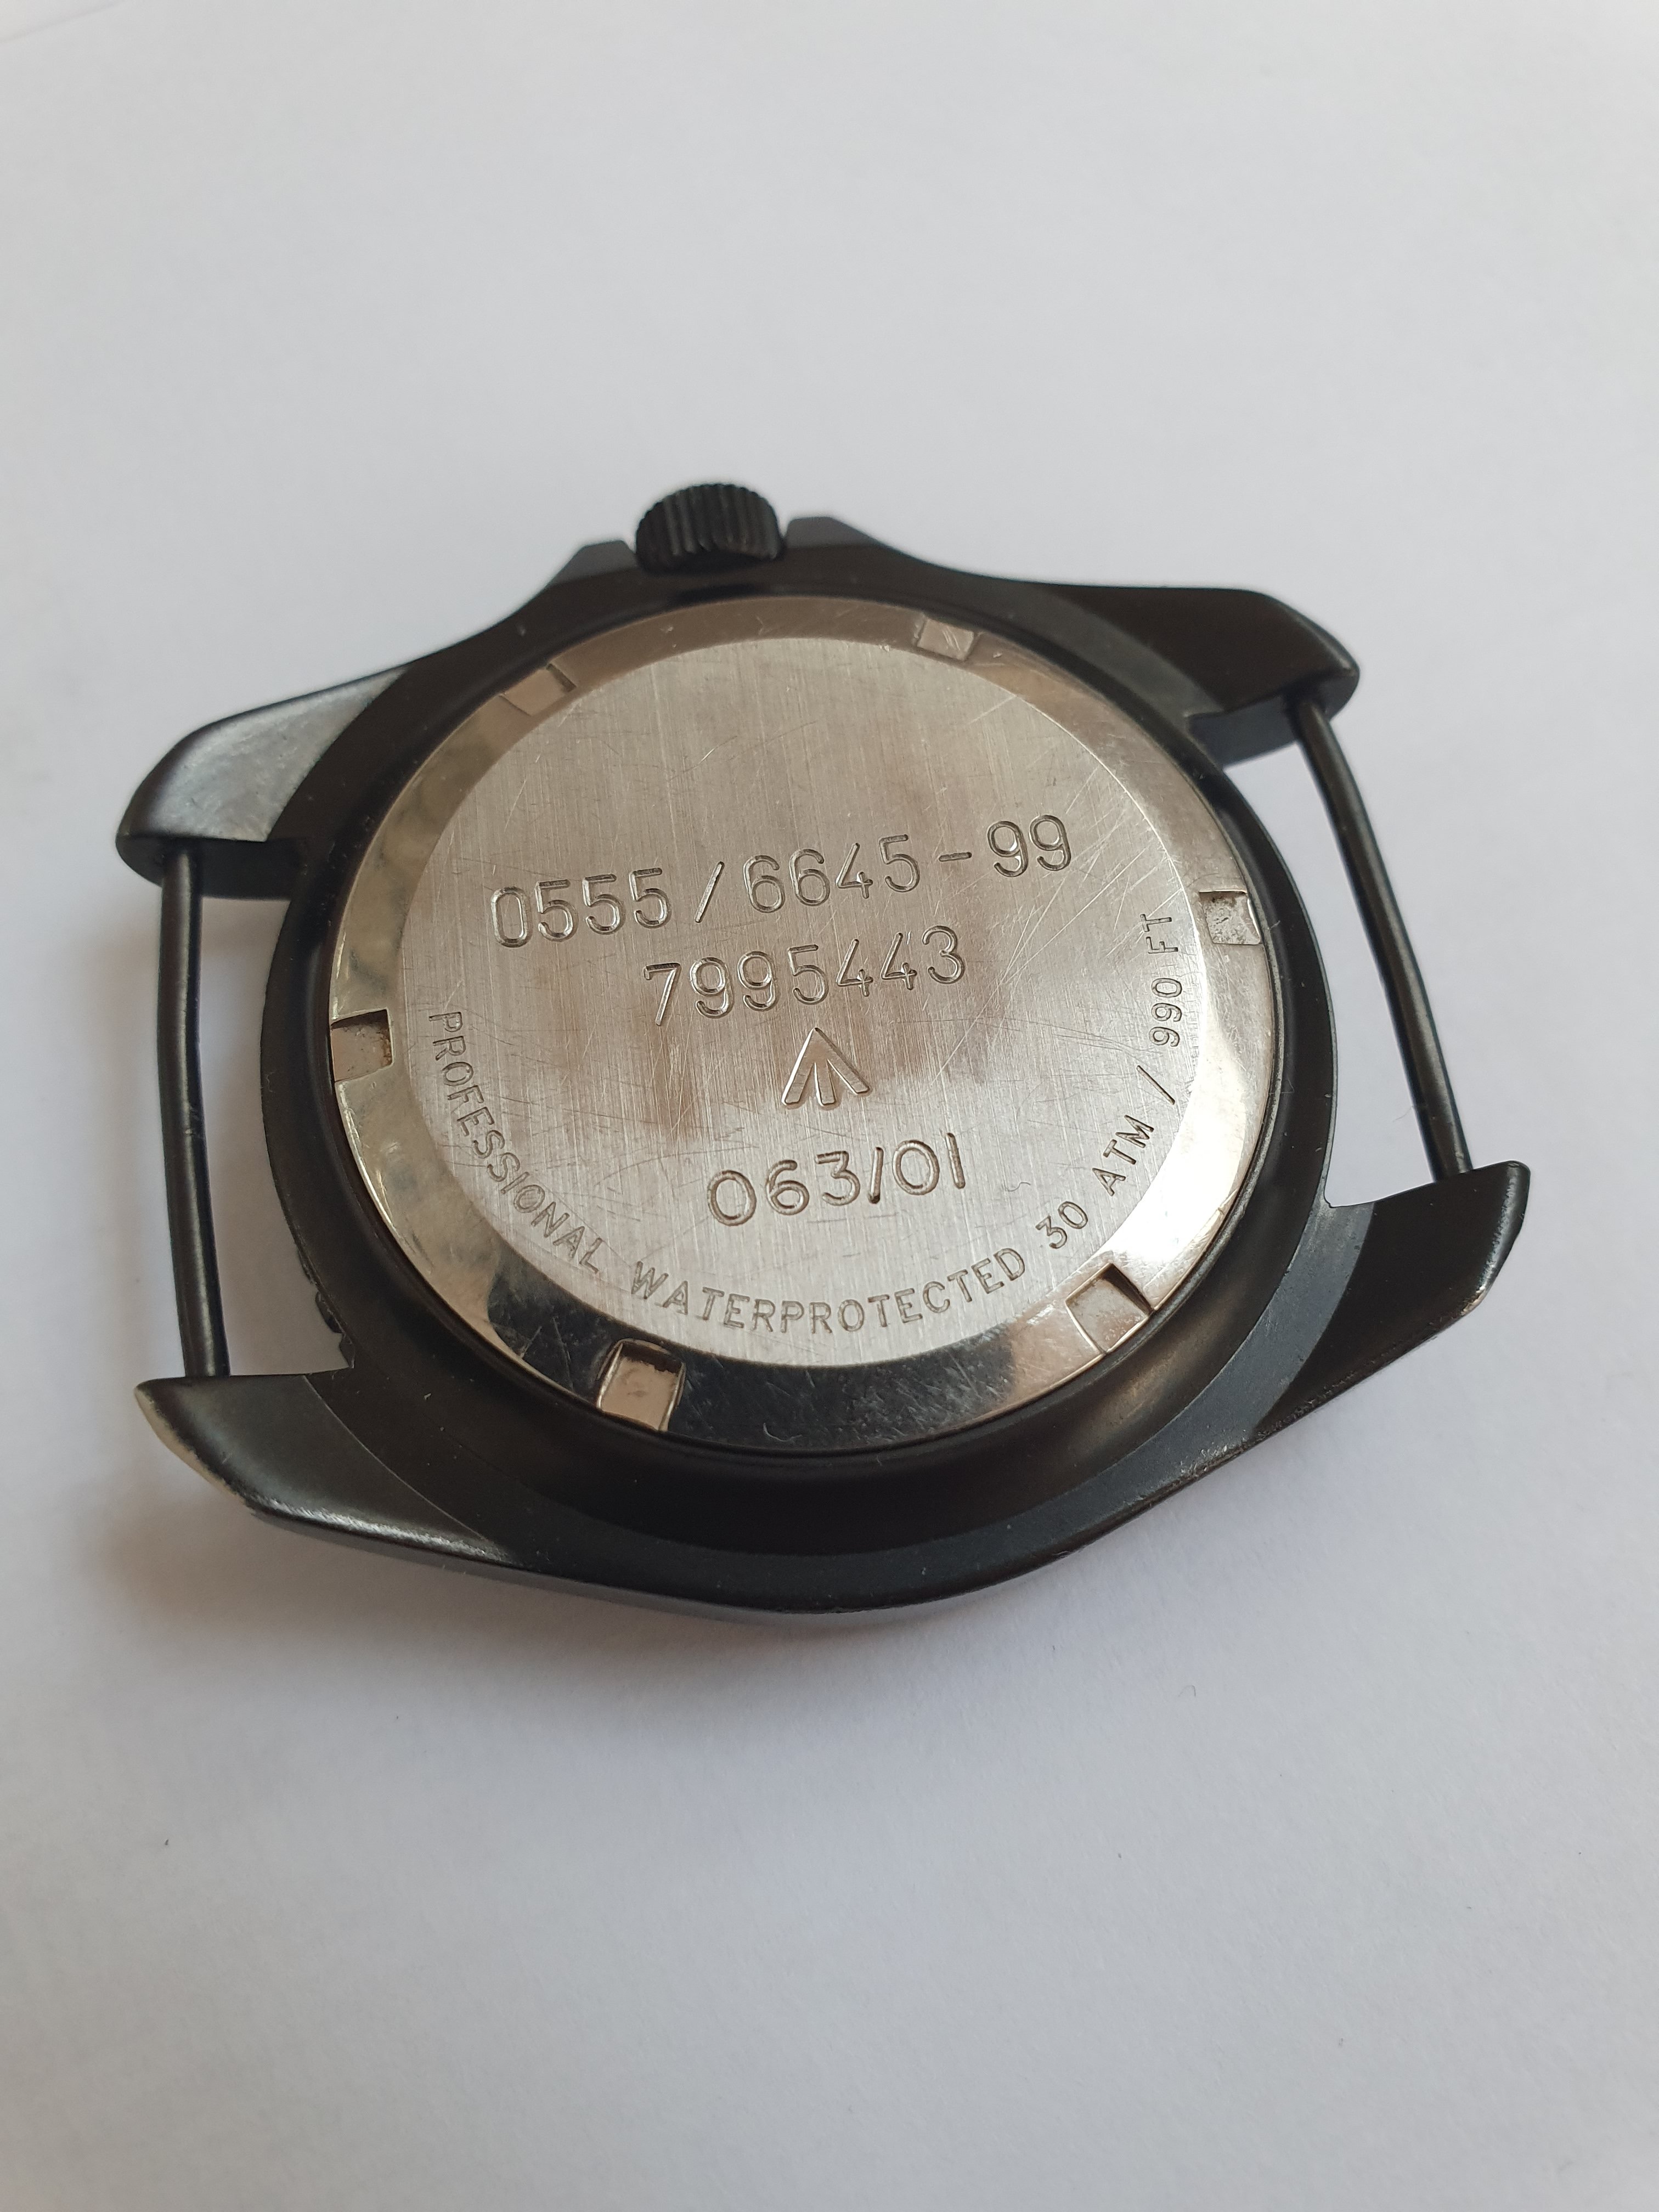 0555/6645-99
7995443
063/01
PROFESSIONAL WATERPROTECTED 30 ATM / 990 FT